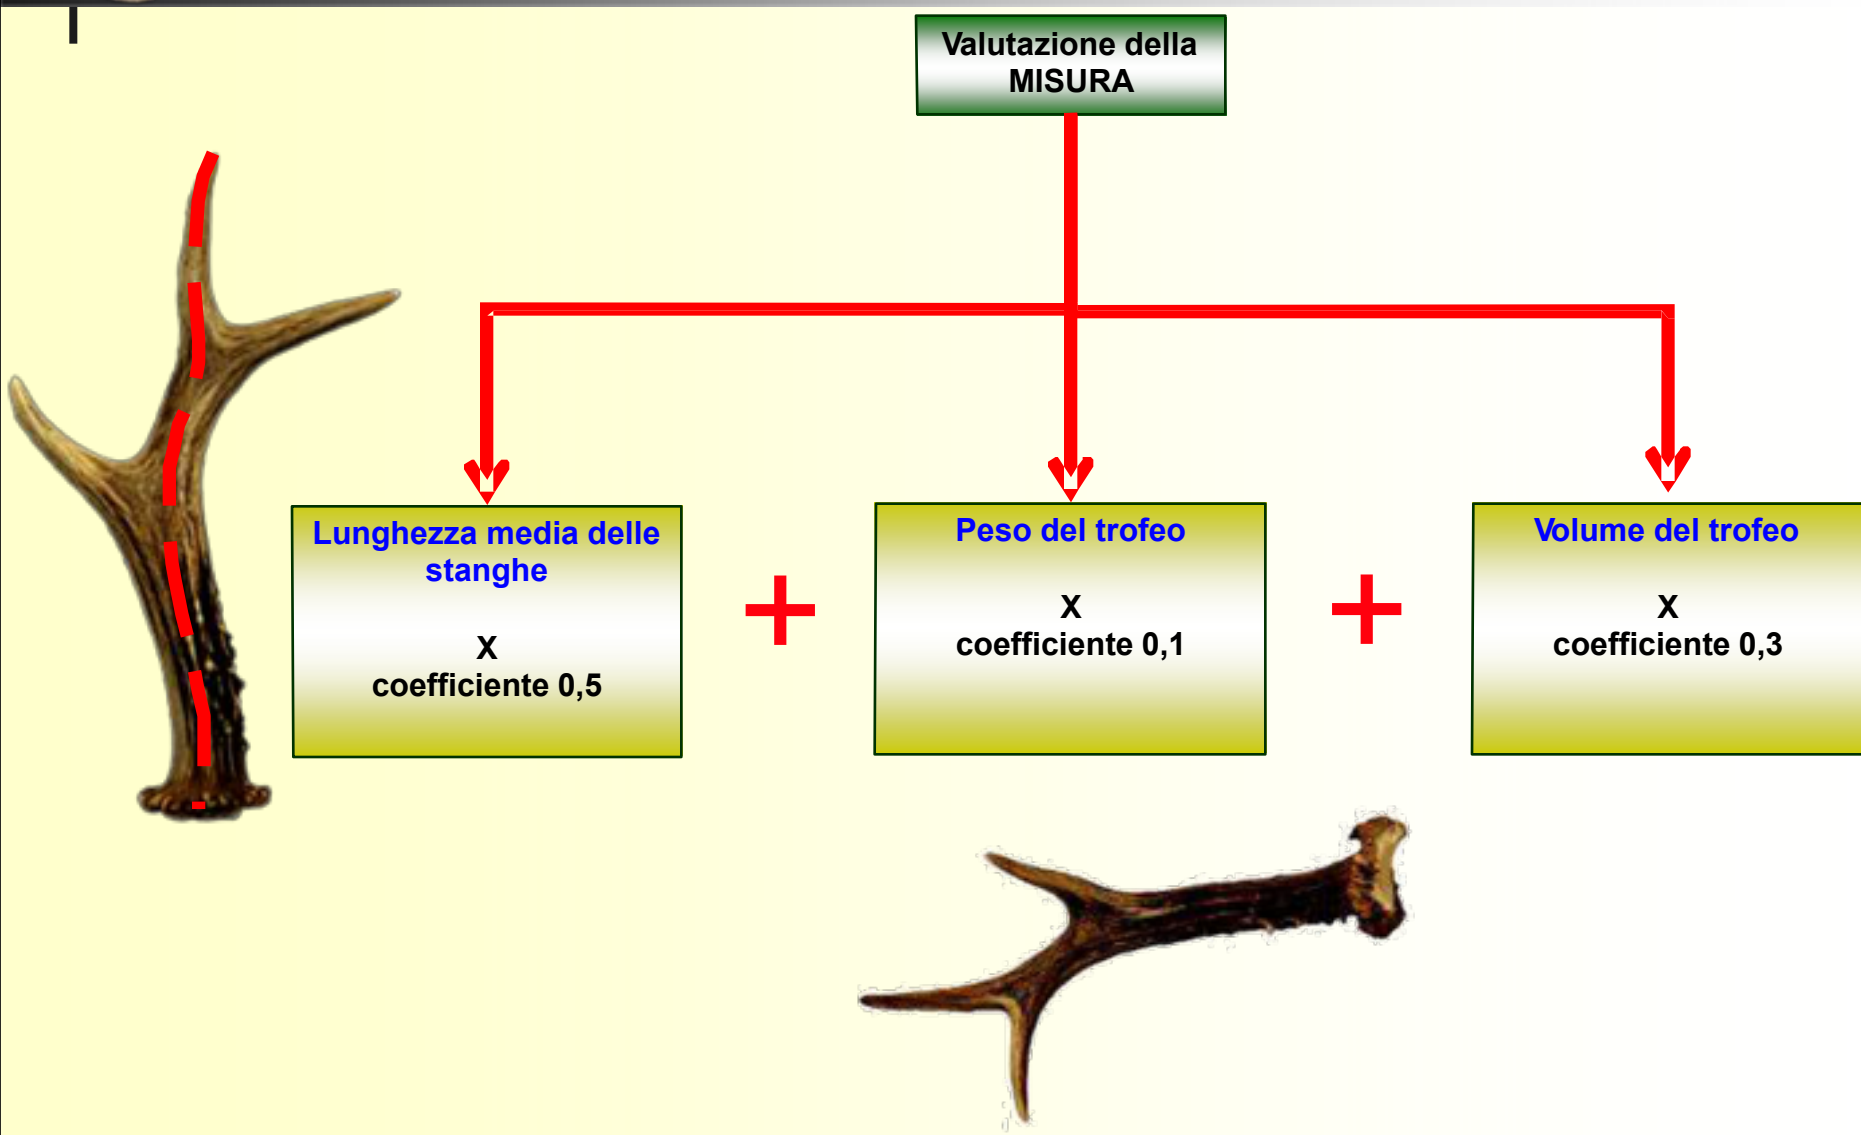 Valutazione della
MISURA
Lunghezza media delle
stanghe
X
coefficiente 0,5
+
Peso del trofeo
X
coefficiente 0,1
+
Volume del trofeo
X
coefficiente 0,3